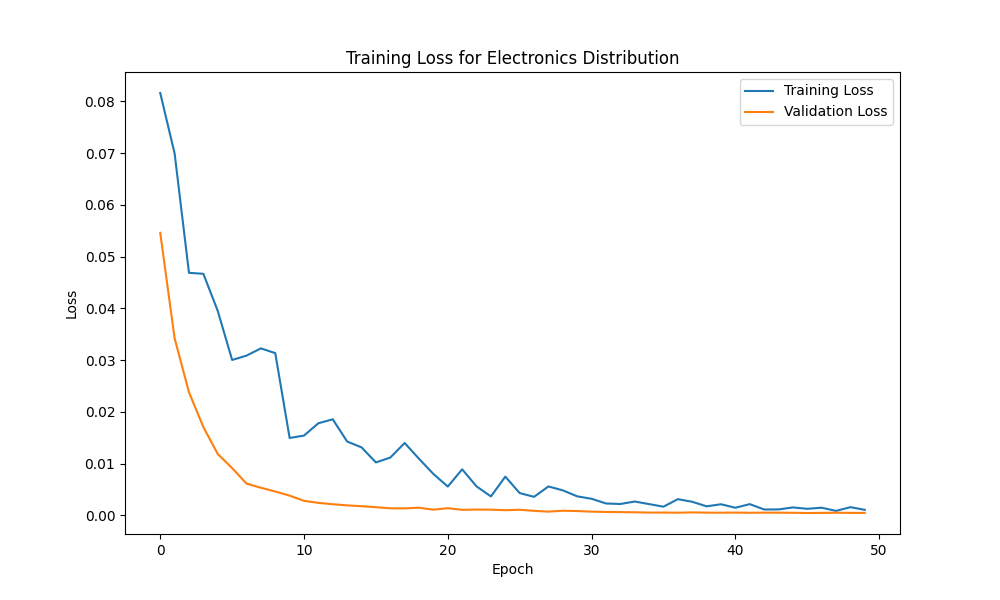 Training Loss for Electronics Distribution
Training Loss
Validation Loss
0.08
0.07
0.06
0.05
0.04
0.03
0.02
0.01
0.00
Loss
0 10 20 30 40 50
Epoch